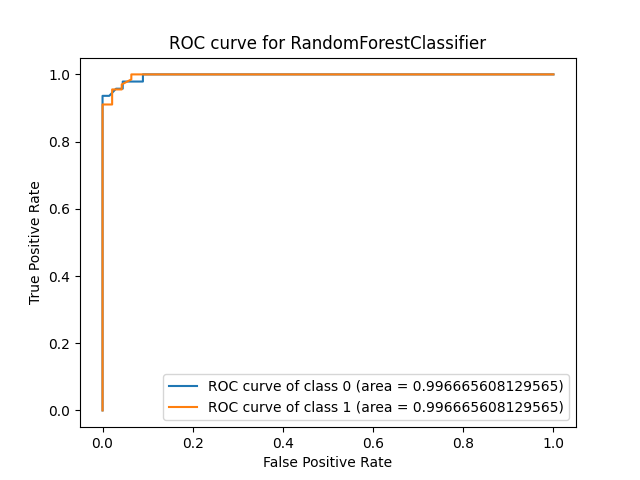 ROC curve for RandomForestClassifier
True Positive Rate
1.0
0.8
0.6
0.4
0.2
0.0
ROC curve of class 0 (area = 0.996665608129565)
ROC curve of class 1 (area = 0.996665608129565)
0.0 0.2 0.4 0.6 0.8 1.0
False Positive Rate